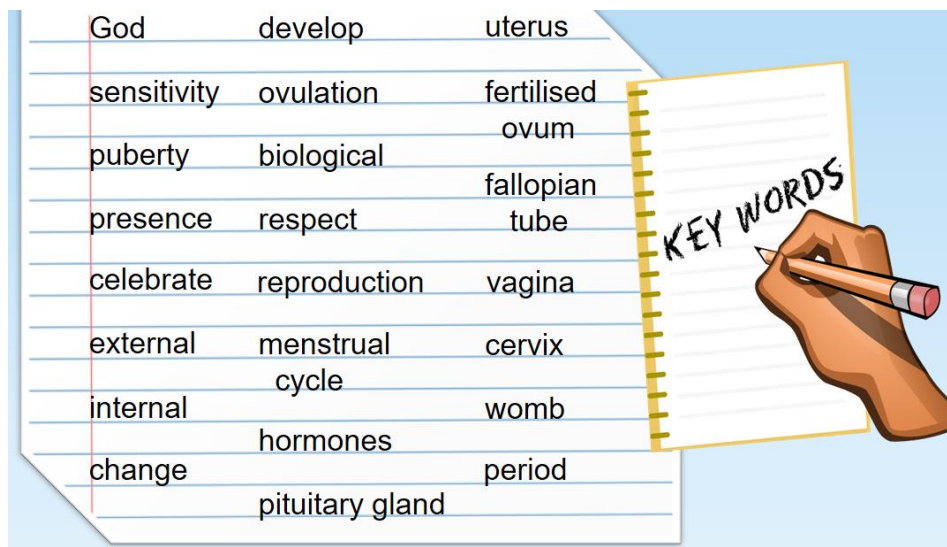 God
sensitivity
puberty
presence
celebrate
external
internal
change
develop
ovulation
biological
respect
reproduction
menstrual
cycle
hormones
pituitary gland
uterus
fertilised
ovum
fallopian
tube
vagina
cervix
womb
period
KEY WORDS